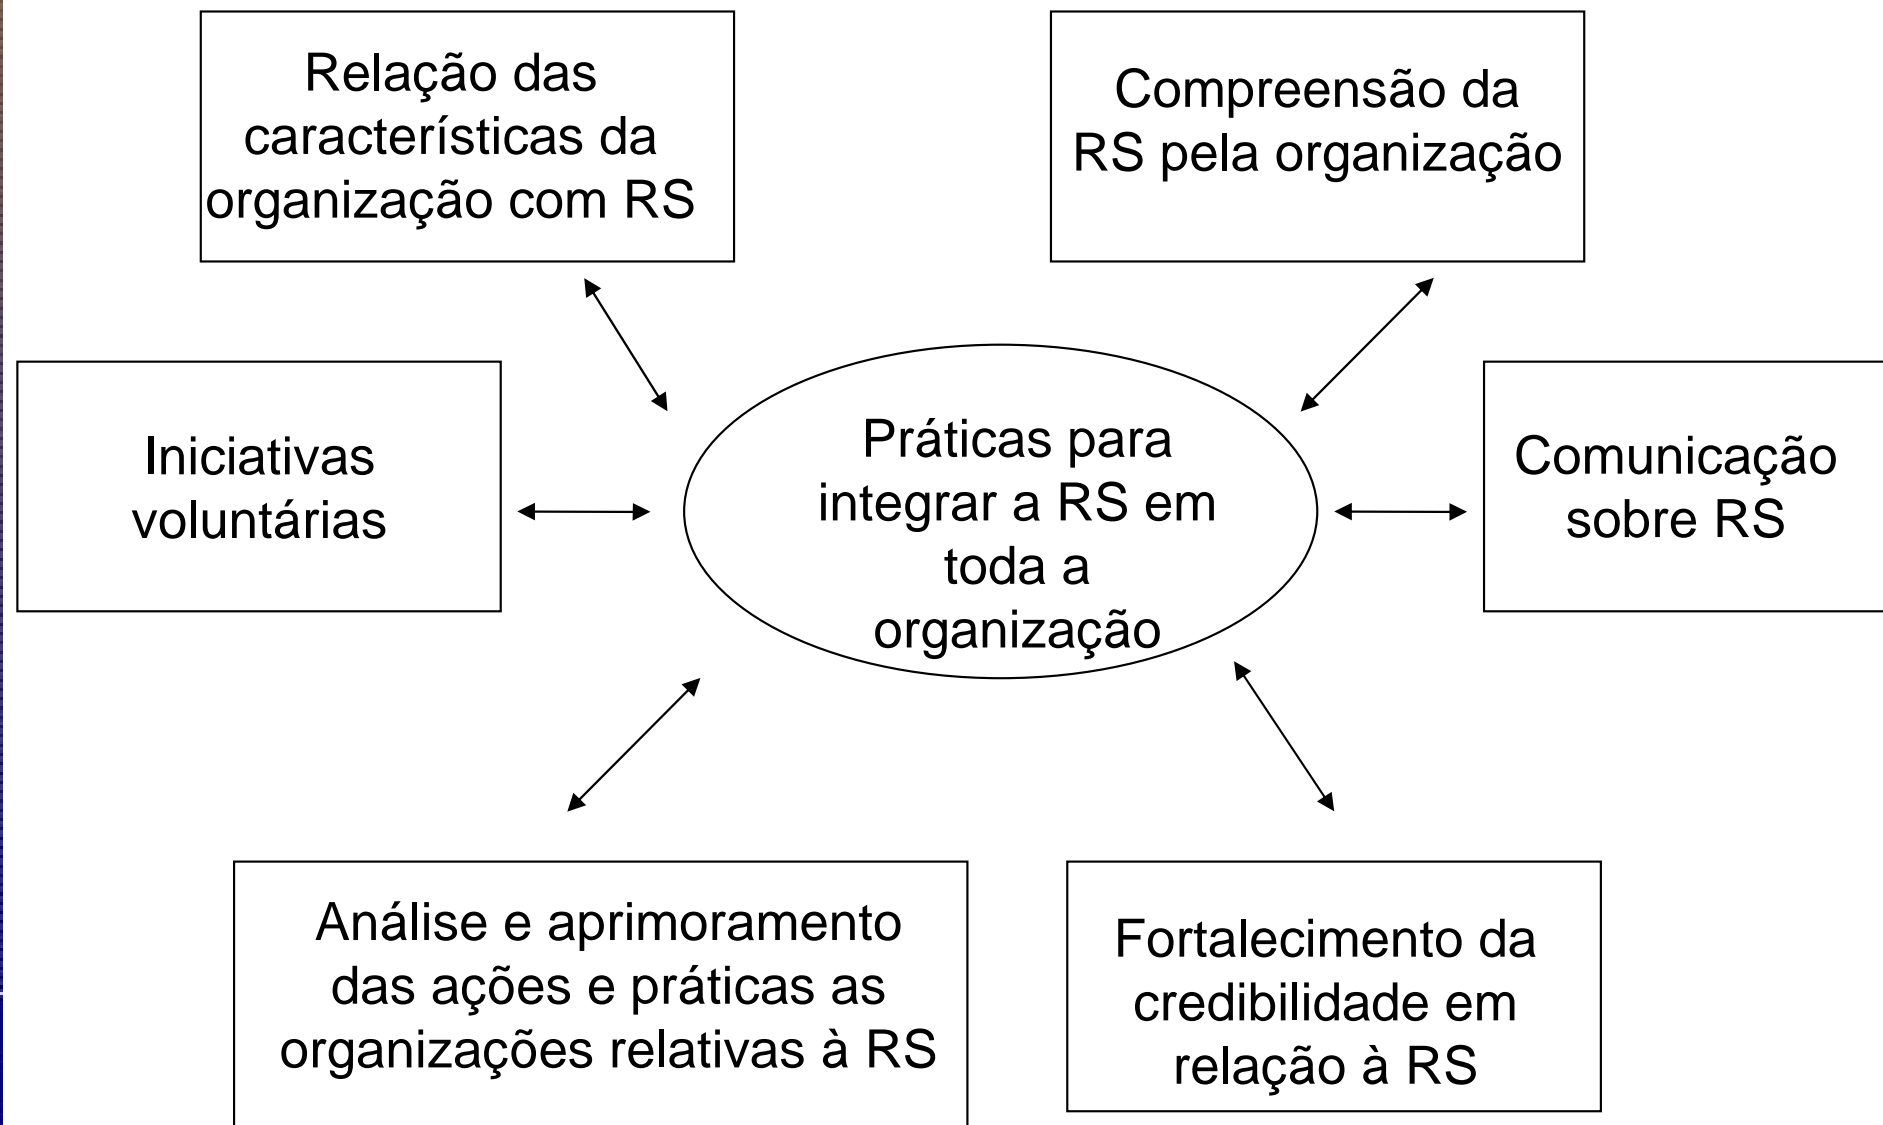 Relação das
características da
organização com RS
Compreensão da
RS pela organização
Iniciativas
voluntárias
Práticas para
integrar a RS em
toda a
organização
Comunicação
sobre RS
Análise e aprimoramento
das ações e práticas as
organizações relativas à RS
Fortalecimento da
credibilidade em
relação à RS